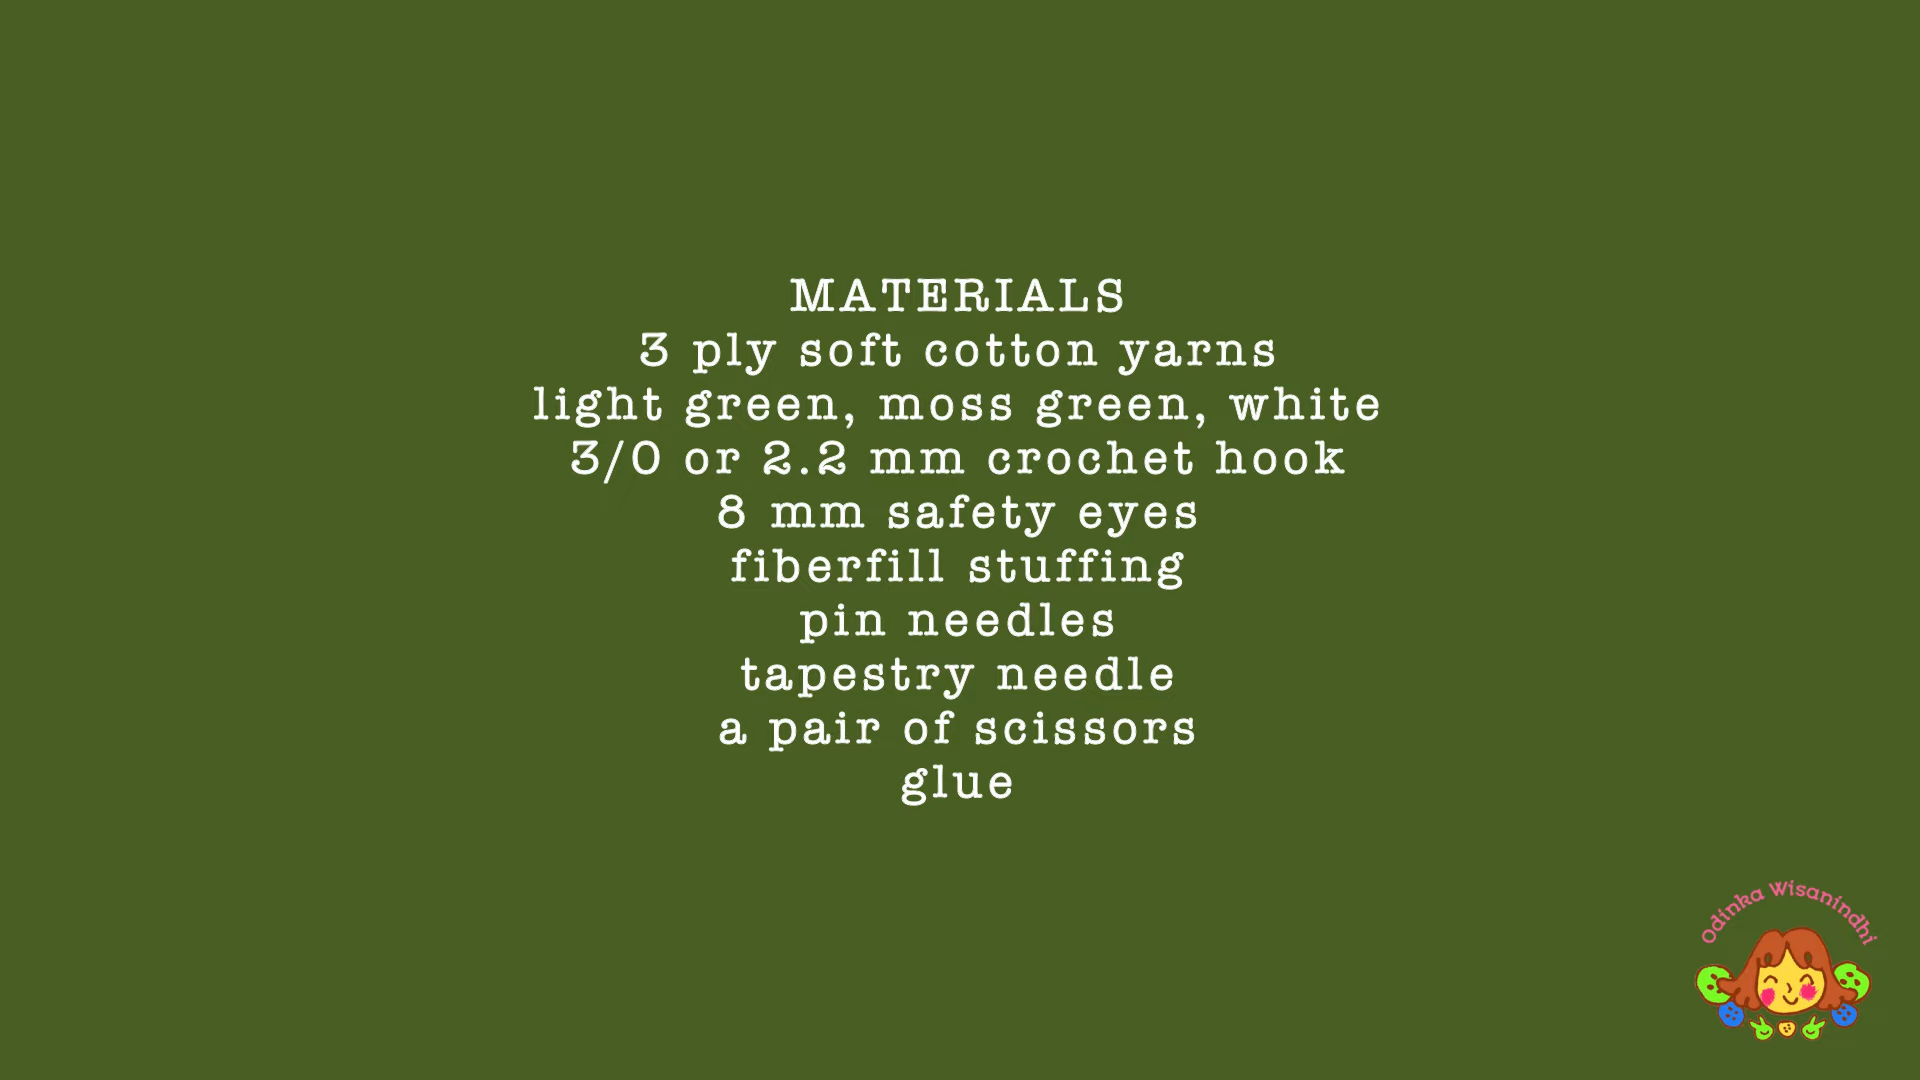 MATERIALS
3 ply soft cotton yarns
light green, moss green, white
3/0 or 2.2 mm crochet hook
8 mm safety eyes
fiberfill stuffing
pin needles
tapestry needle
a pair of scissors
glue
Odinka Wisanindhi